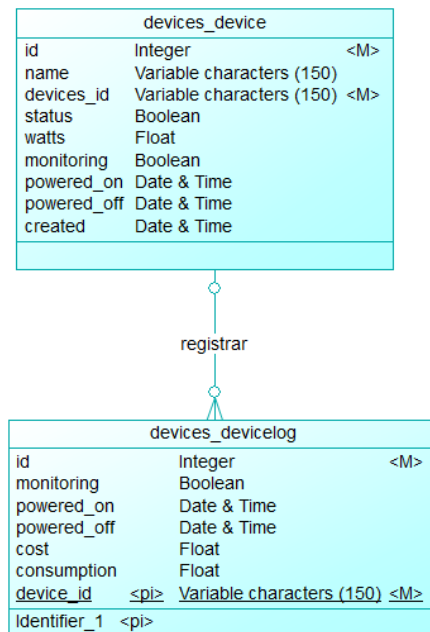 devices_device
id Integer <M>
name Variable characters (150)
devices_id Variable characters (150) <M>
status Boolean
watts Float
monitoring Boolean
powered_on Date & Time
powered_off Date & Time
created Date & Time
registrar
devices_devicelog
id Integer <M>
monitoring Boolean
powered_on Date & Time
powered_off Date & Time
cost Float
consumption Float
device_id <pi> Variable characters (150) <M>
Identifier_1 <pi>